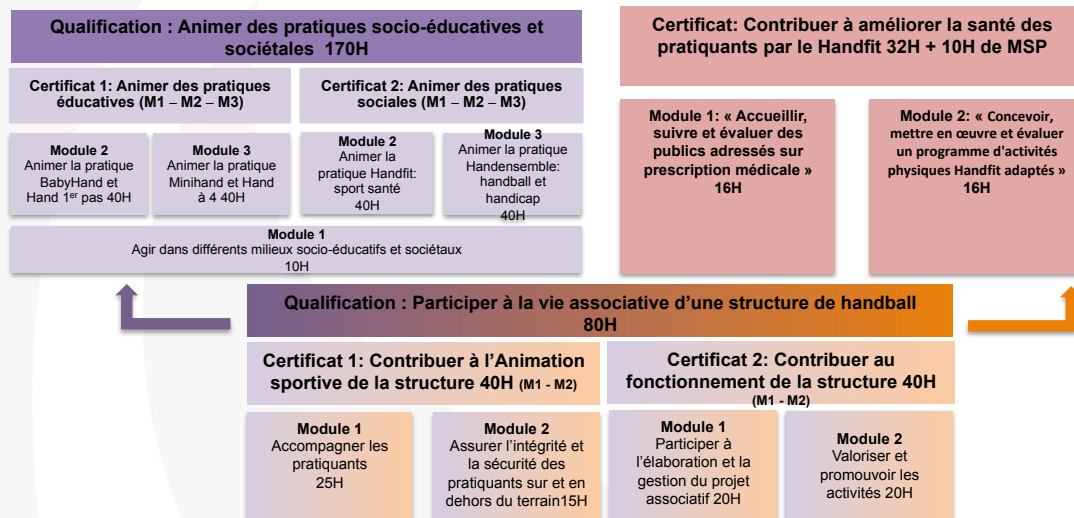 Qualification : Animer des pratiques socio-éducatives et
sociétales 170H
Certificat 1: Animer des pratiques
éducatives (M1 – M2 – M3)
Certificat 2: Animer des pratiques
sociales (M1 – M2 – M3)
Module 2
Animer la pratique
BabyHand et
Hand 1er pas 40H
Module 3
Animer la pratique
Minihand et Hand
à 4 40H
Module 2
Animer la
pratique Handfit:
sport santé
40H
Module 3
Animer la pratique
Handensemble:
handball et
handicap
40H
Module 1
Agir dans différents milieux socio-éducatifs et sociétaux
10H
Certificat: Contribuer à améliorer la santé des
pratiquants par le Handfit 32H + 10H de MSP
Module 1: « Accueillir,
suivre et évaluer des
publics adressés sur
prescription médicale »
16H
Module 2: « Concevoir,
mettre en œuvre et évaluer
un programme d'activités
physiques Handfit adaptés »
16H
Qualification : Participer à la vie associative d’une structure de handball
80H
Certificat 1: Contribuer à l’Animation
sportive de la structure 40H (M1 - M2)
Certificat 2: Contribuer au
fonctionnement de la structure 40H
(M1 - M2)
Module 1
Accompagner les
pratiquants
25H
Module 2
Assurer l’intégrité et
la sécurité des
pratiquants sur et en
dehors du terrain15H
Module 1
Participer à
l’élaboration et la
gestion du projet
associatif 20H
Module 2
Valoriser et
promouvoir les
activités 20H